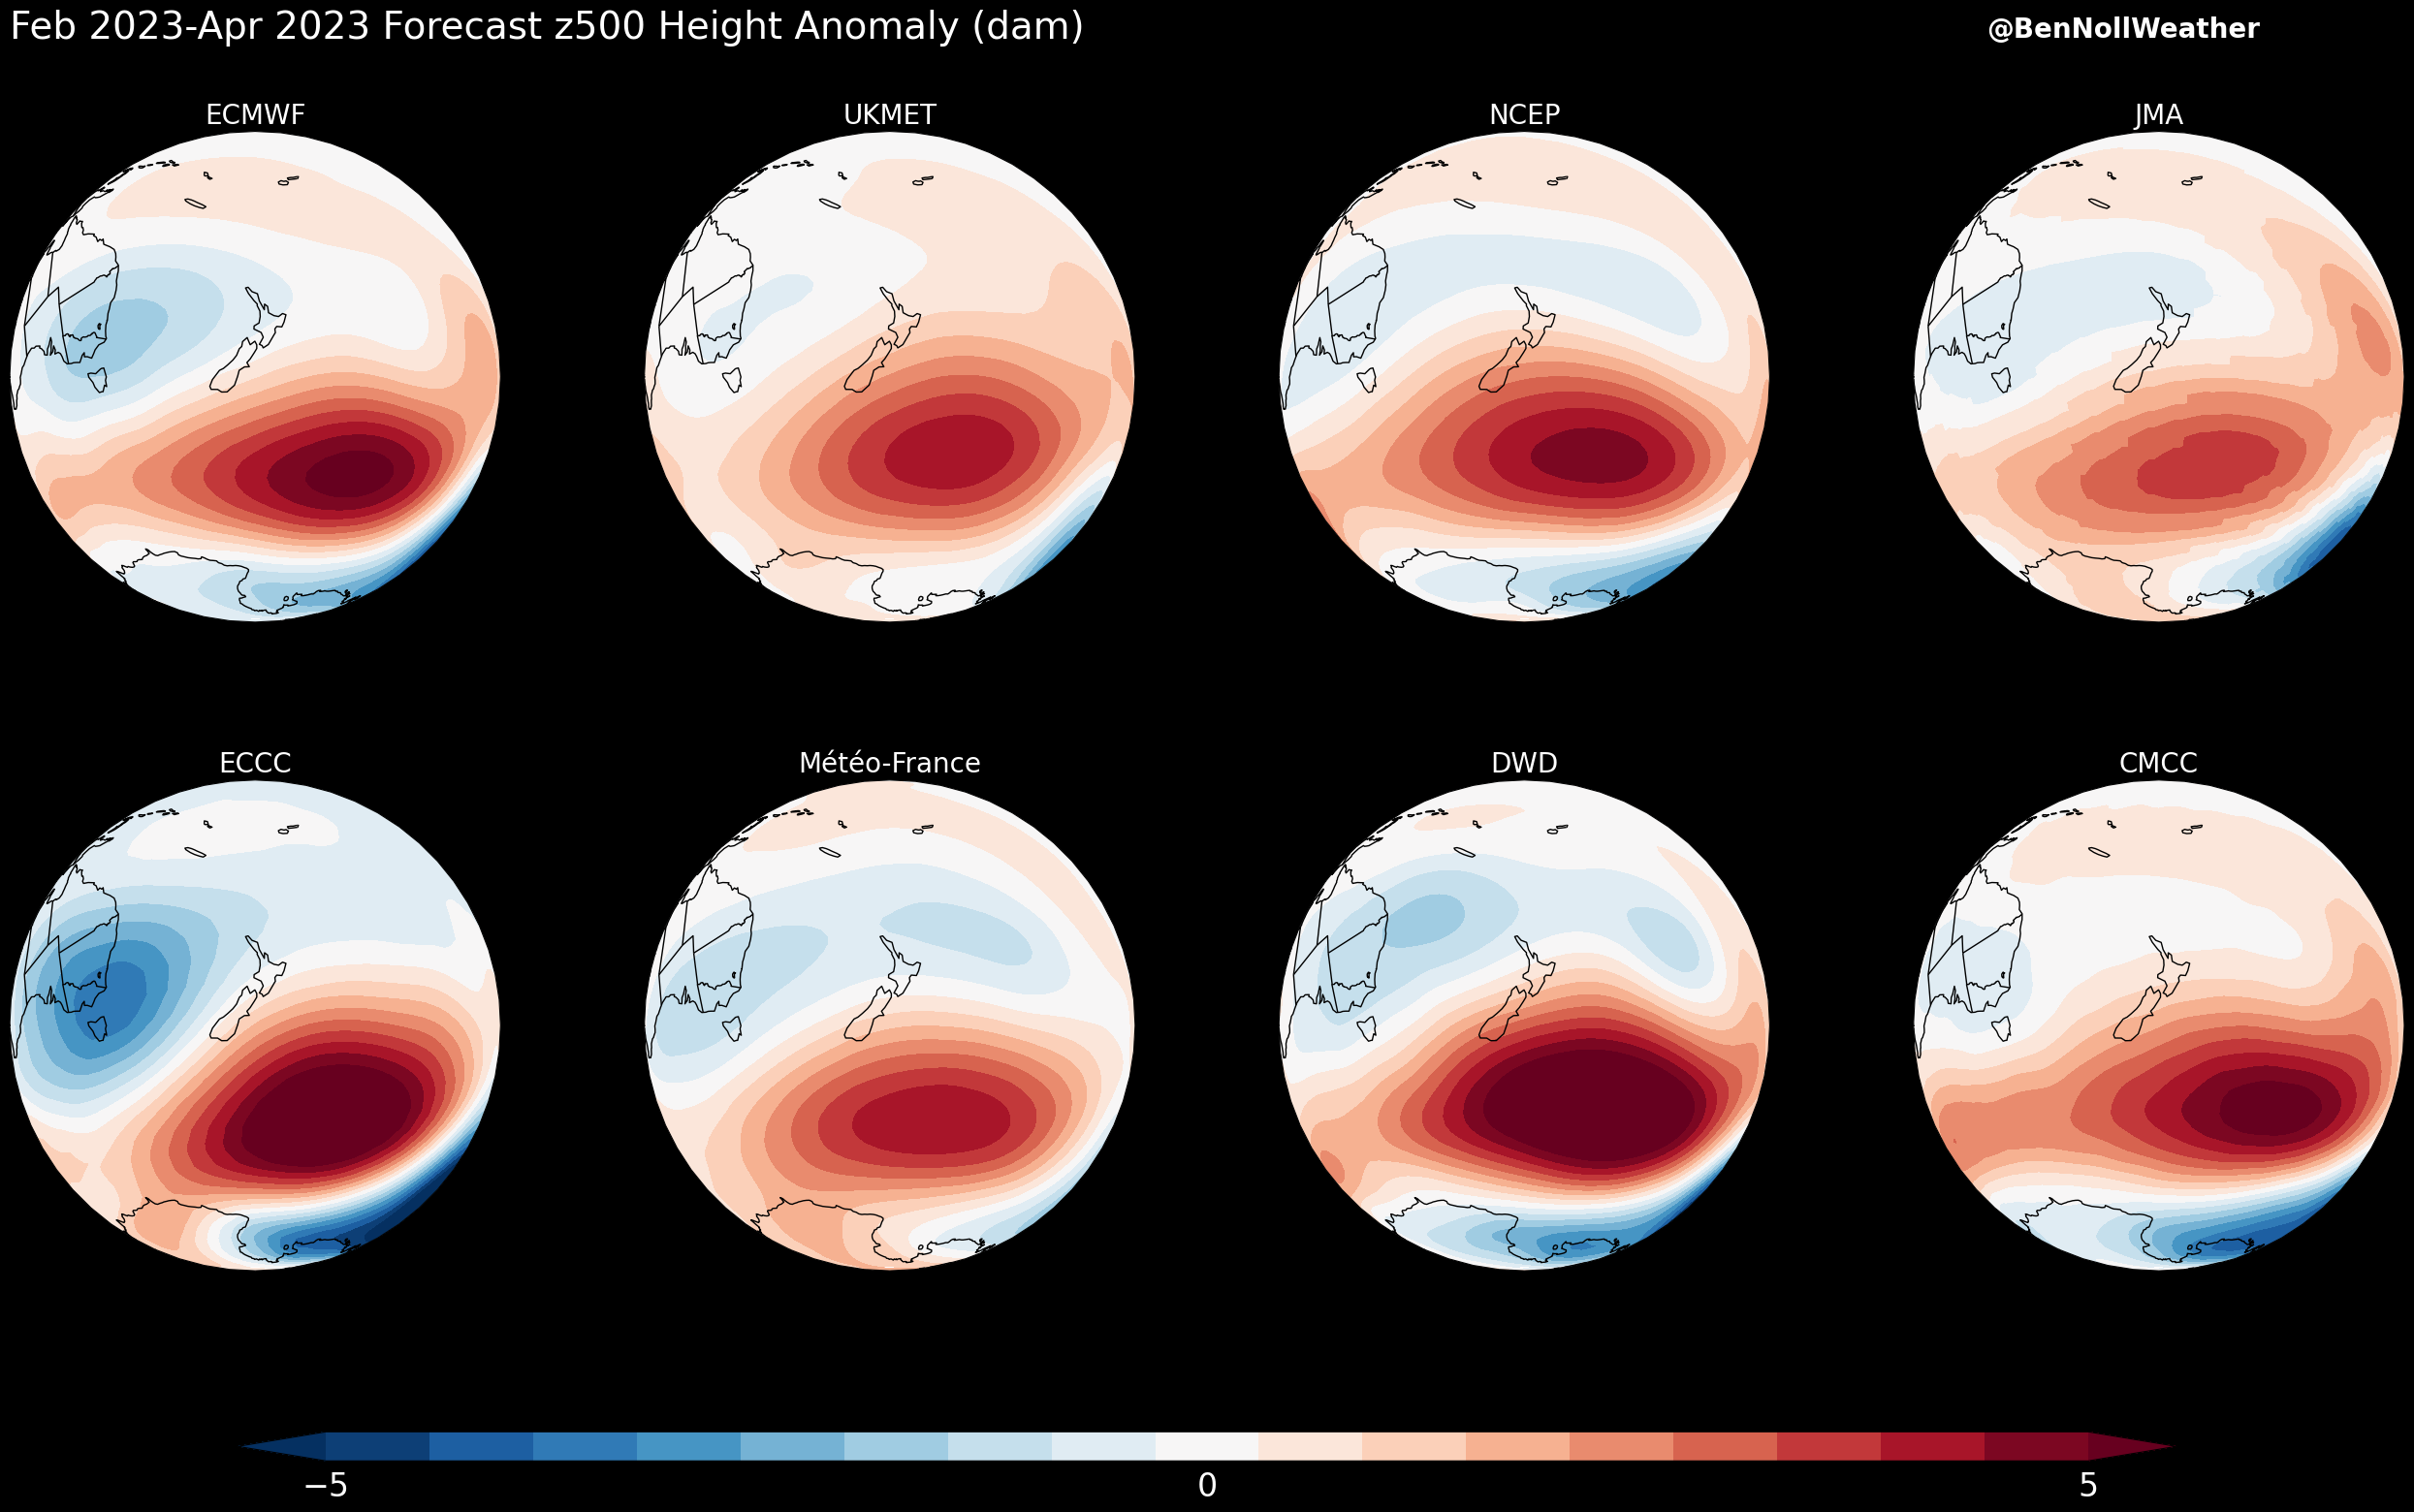 Feb 2023-Apr 2023 Forecast z500 Height Anomaly (dam)
@BenNollWeather
ECMWF
UKMET
NCEP
JMA
ECCC
Météo-France
DWD
CMCC
−5
0
5